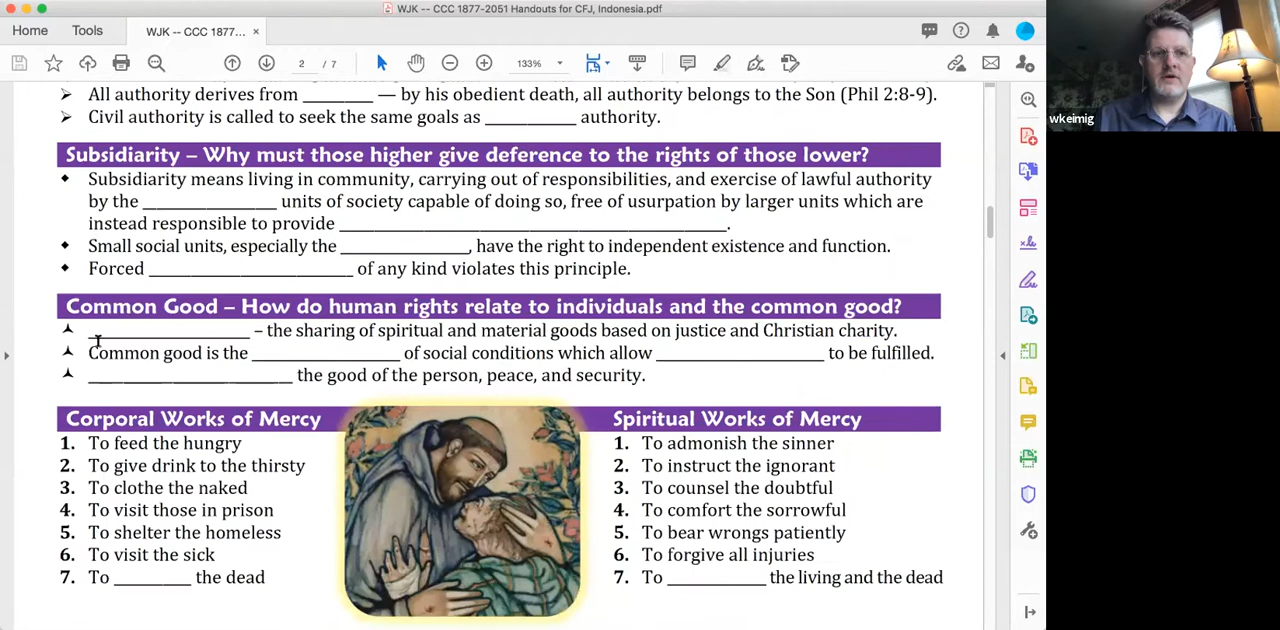 WJK -- CCC 1877-2051 Handouts for CFJ, Indonesia.pdf
Home Tools WJK -- CCC 1877... ×
2 / 7 133%
All authority derives from _________ — by his obedient death, all authority belongs to the Son (Phil 2:8-9).
Civil authority is called to seek the same goals as ___________ authority.
wkeimig
Subsidiarity – Why must those higher give deference to the rights of those lower?
Subsidiarity means living in community, carrying out of responsibilities, and exercise of lawful authority
by the ________________ units of society capable of doing so, free of usurpation by larger units which are
instead responsible to provide ______________________________________________.
Small social units, especially the _______________, have the right to independent existence and function.
Forced ________________________ of any kind violates this principle.
Common Good – How do human rights relate to individuals and the common good?
___________________ – the sharing of spiritual and material goods based on justice and Christian charity.
Common good is the _________________ of social conditions which allow ____________________ to be fulfilled.
________________________ the good of the person, peace, and security.
Corporal Works of Mercy
1. To feed the hungry
2. To give drink to the thirsty
3. To clothe the naked
4. To visit those in prison
5. To shelter the homeless
6. To visit the sick
7. To _________ the dead
Spiritual Works of Mercy
1. To admonish the sinner
2. To instruct the ignorant
3. To counsel the doubtful
4. To comfort the sorrowful
5. To bear wrongs patiently
6. To forgive all injuries
7. To ____________ the living and the dead